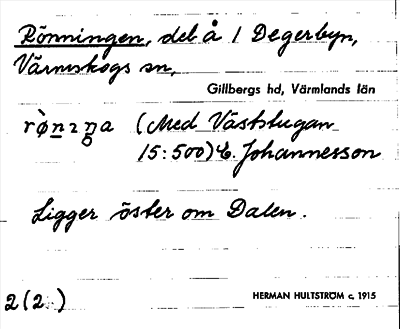 Rönningen, del å 1 Degerbyn,
Värmskogs sn,
Gillbergs hd, Värmlands län
(Med Väststugan
15:500) E. Johannesson
Ligger öster om Dalen.
2(2 )
HERMAN HULTSTRÖM c. 1915